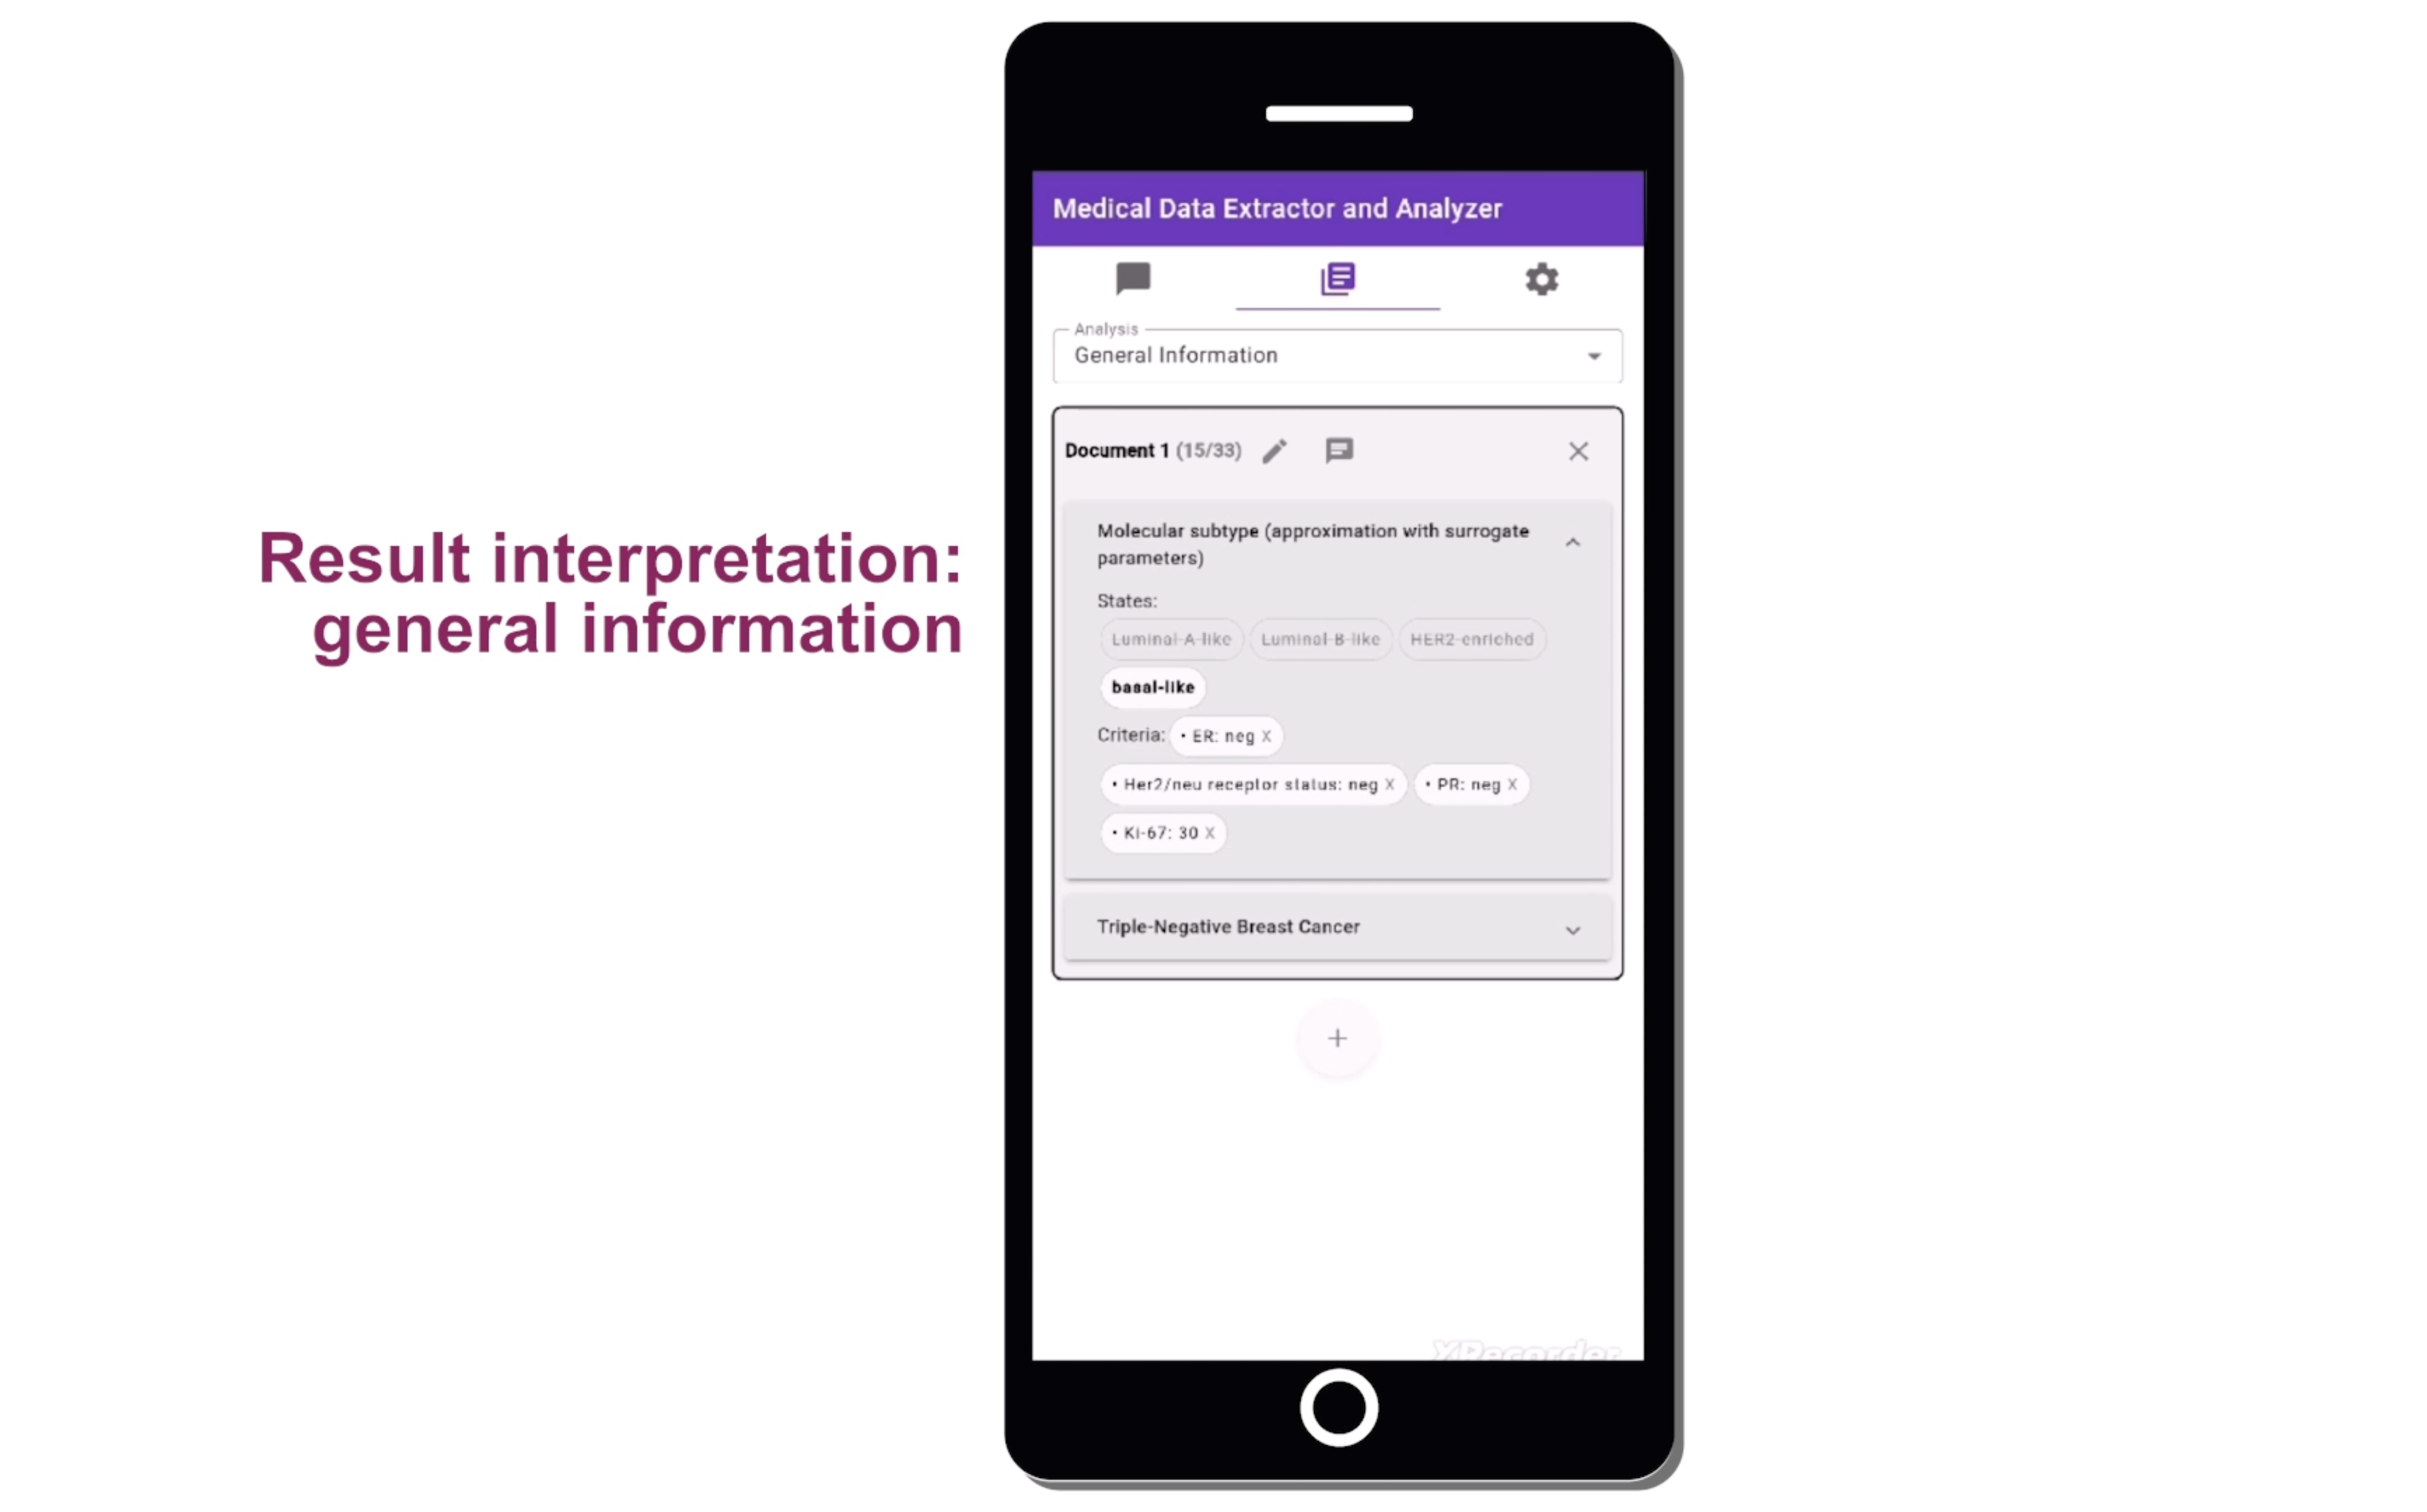 Result interpretation:
general information
Medical Data Extractor and Analyzer
Analysis
General Information
Document 1 (15/33)
Molecular subtype (approximation with surrogate
parameters)
States:
Luminal-A-like Luminal-B-like HER2-enriched
basal-like
Criteria: • ER: neg X
• Her2/neu receptor status: neg X • PR: neg X
• Ki-67: 30 X
Triple-Negative Breast Cancer
+
XRecorder